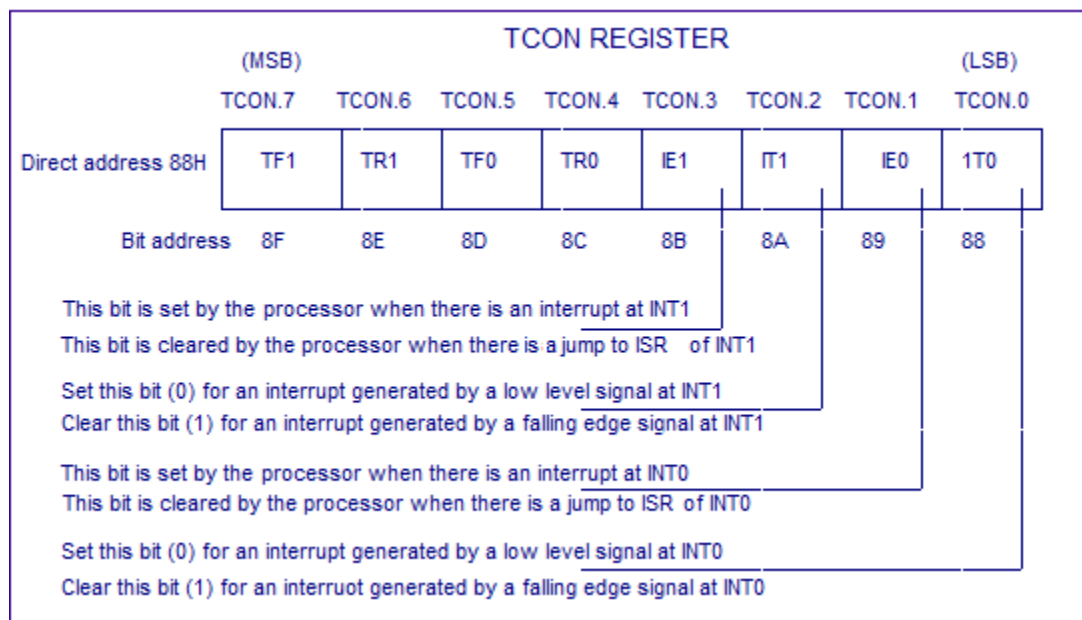 TCON REGISTER
(MSB) (LSB)
TCON.7 TCON.6 TCON.5 TCON.4 TCON.3 TCON.2 TCON.1 TCON.0
Direct address 88H TF1 TR1 TF0 TR0 IE1 IT1 IE0 1T0
Bit address 8F 8E 8D 8C 8B 8A 89 88
This bit is set by the processor when there is an interrupt at INT1
This bit is cleared by the processor when there is a jump to ISR of INT1
Set this bit (0) for an interrupt generated by a low level signal at INT1
Clear this bit (1) for an interrupt generated by a falling edge signal at INT1
This bit is set by the processor when there is an interrupt at INT0
This bit is cleared by the processor when there is a jump to ISR of INT0
Set this bit (0) for an interrupt generated by a low level signal at INT0
Clear this bit (1) for an interruot generated by a falling edge signal at INT0